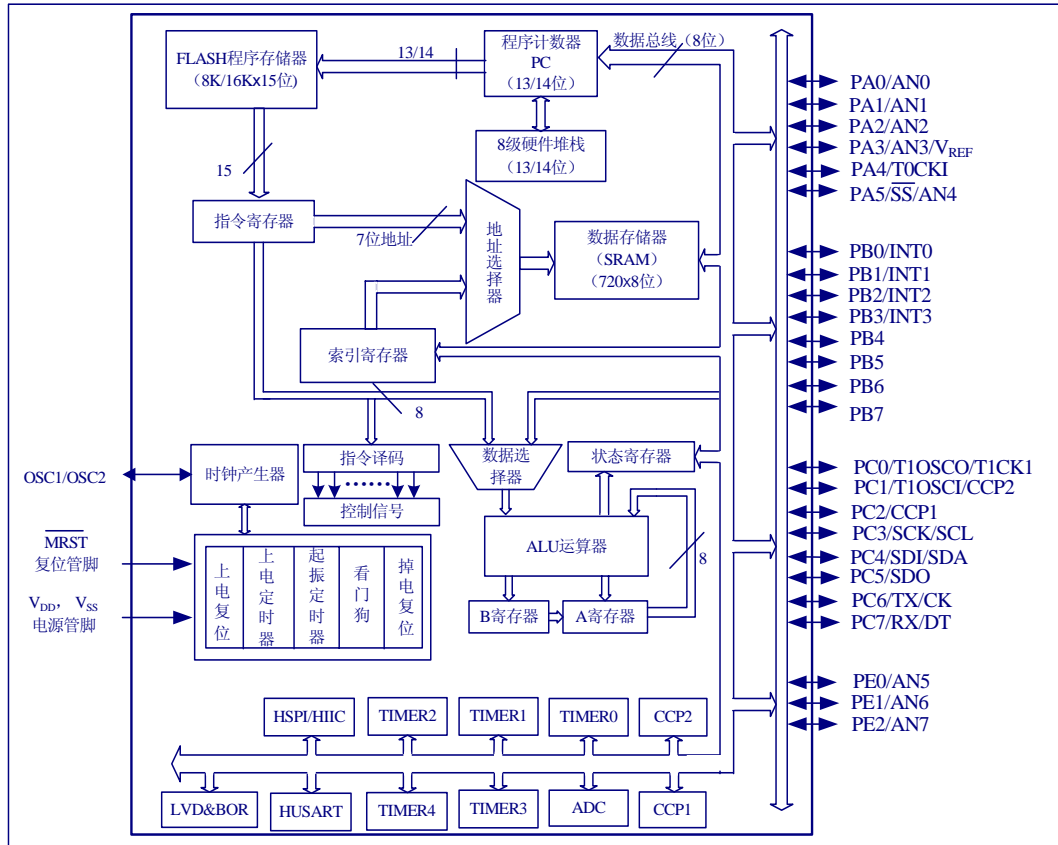 FLASH程序存储器
(8K/16Kx15位)
13/14
程序计数器
PC
(13/14位)
数据总线(8位)
8级硬件堆栈
(13/14位)
15
指令寄存器
7位地址
地址选择器
数据存储器
(SRAM)
(720x8位)
索引寄存器
8
OSC1/OSC2
时钟产生器
指令译码
······
控制信号
数据选择器
状态寄存器
ALU运算器
8
B寄存器
A寄存器
MRST
复位管脚
VDD, VSS
电源管脚
上电复位
上电定时器
起振定时器
看门狗
掉电复位
HSPI/HIIC
TIMER2
TIMER1
TIMER0
CCP2
LVD&BOR
HUSART
TIMER4
TIMER3
ADC
CCP1
PA0/AN0
PA1/AN1
PA2/AN2
PA3/AN3/VREF
PA4/T0CKI
PA5/SS/AN4
PB0/INT0
PB1/INT1
PB2/INT2
PB3/INT3
PB4
PB5
PB6
PB7
PC0/T1OSCO/T1CK1
PC1/T1OSCI/CCP2
PC2/CCP1
PC3/SCK/SCL
PC4/SDI/SDA
PC5/SDO
PC6/TX/CK
PC7/RX/DT
PE0/AN5
PE1/AN6
PE2/AN7